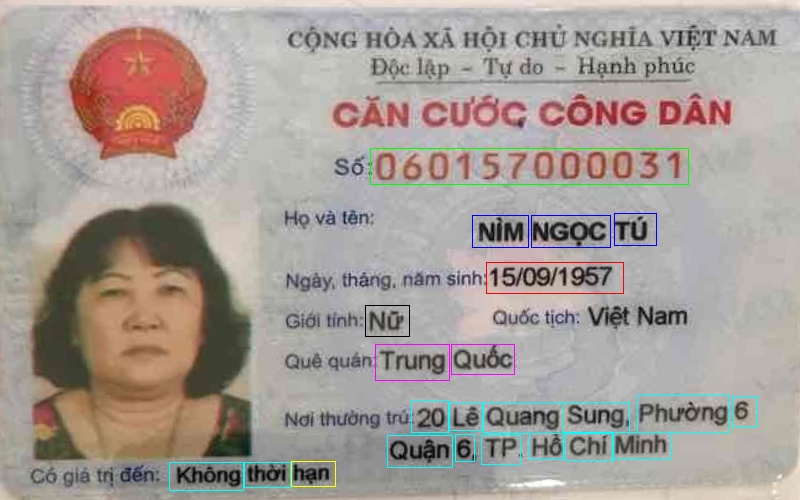 CỘNG HÒA XÃ HỘI CHỦ NGHĨA VIỆT NAM
Độc lập - Tự do - Hạnh phúc
CĂN CƯỚC CÔNG DÂN
Số: 060157000031
Họ và tên: NÌM NGỌC TÚ
Ngày, tháng, năm sinh: 15/09/1957
Giới tính: Nữ Quốc tịch: Việt Nam
Quê quán: Trung Quốc
Nơi thường trú: 20 Lê Quang Sung, Phường 6
Quận 6, TP. Hồ Chí Minh
Có giá trị đến: Không thời hạn